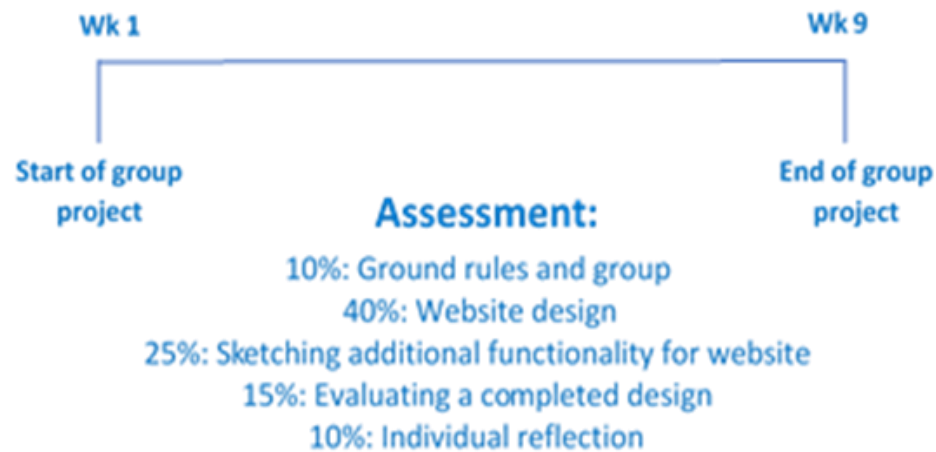 Wk 1
Wk 9
Start of group
project
End of group
project
Assessment:
10%: Ground rules and group
40%: Website design
25%: Sketching additional functionality for website
15%: Evaluating a completed design
10%: Individual reflection